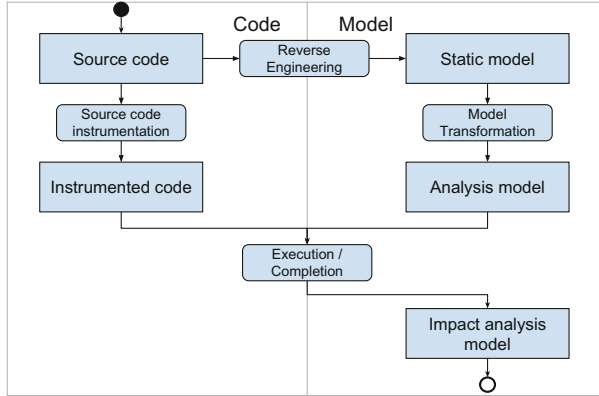 Code
Model
Source code
Reverse
Engineering
Static model
Source code
instrumentation
Model
Transformation
Instrumented code
Analysis model
Execution /
Completion
Impact analysis
model